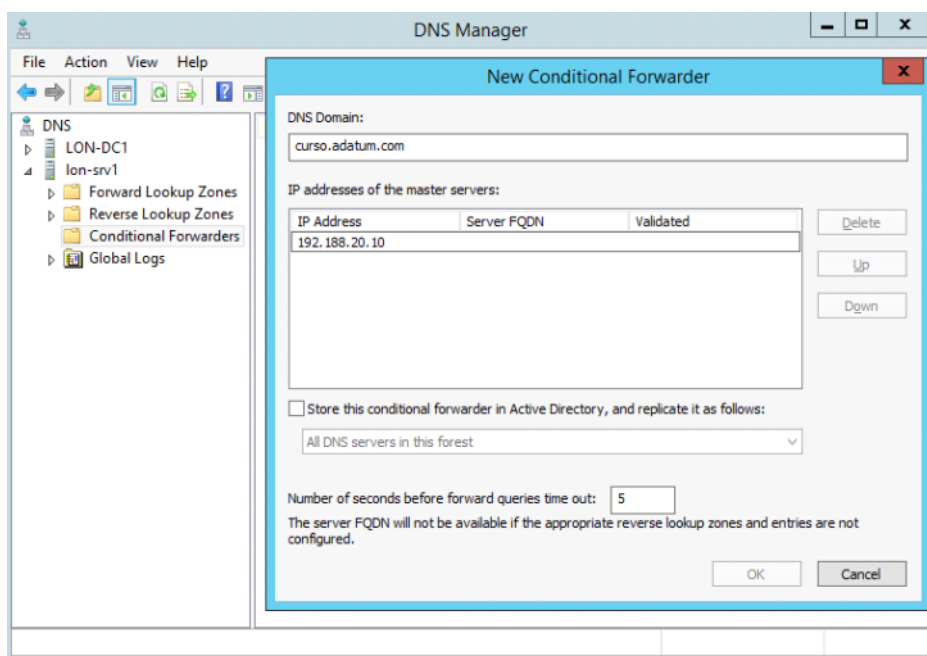 DNS Manager
File Action View Help
DNS
LON-DC1
lon-srv1
Forward Lookup Zones
Reverse Lookup Zones
Conditional Forwarders
Global Logs
New Conditional Forwarder
x
DNS Domain:
curso.adatum.com
IP addresses of the master servers:
IP Address Server FQDN Validated
192.188.20.10
Delete
Up
Down
Store this conditional forwarder in Active Directory, and replicate it as follows:
All DNS servers in this forest
Number of seconds before forward queries time out: 5
The server FQDN will not be available if the appropriate reverse lookup zones and entries are not
configured.
OK Cancel